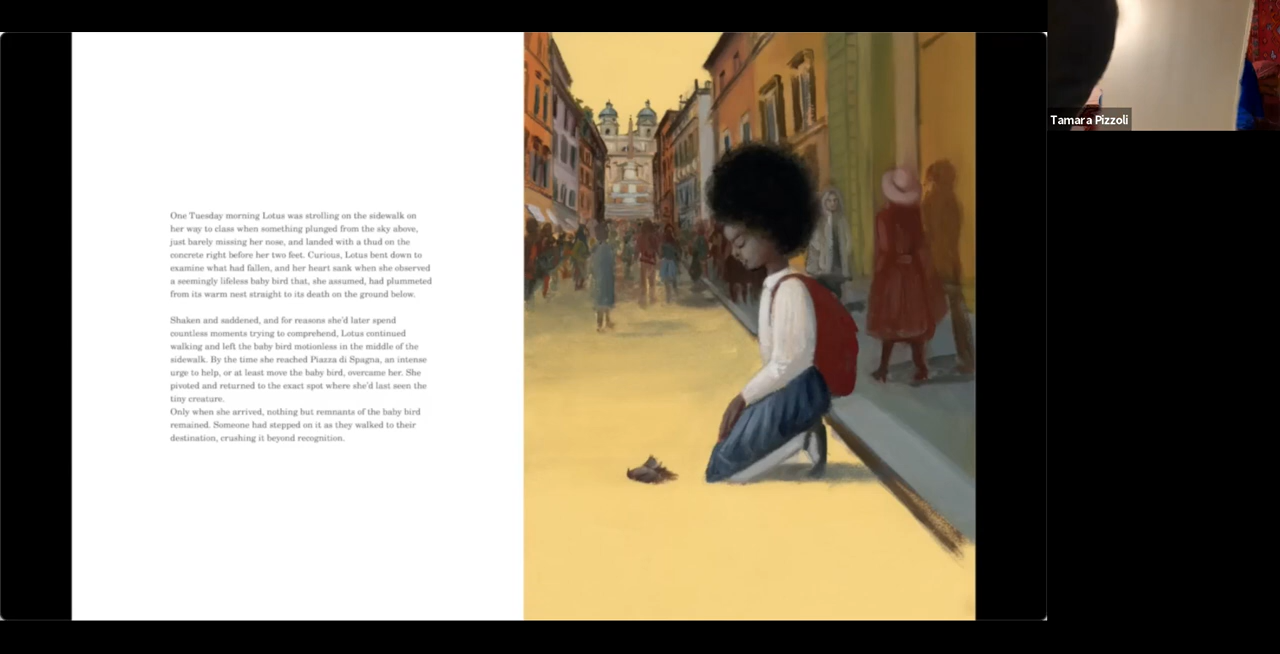 One Tuesday morning Lotus was strolling on the sidewalk on
her way to class when something plunged from the sky above,
just barely missing her nose, and landed with a thud on the
concrete right before her two feet. Curious, Lotus bent down to
examine what had fallen, and her heart sank when she observed
a seemingly lifeless baby bird that, she assumed, had plummeted
from its warm nest straight to its death on the ground below.
Shaken and saddened, and for reasons she'd later spend
countless moments trying to comprehend, Lotus continued
walking and left the baby bird motionless in the middle of the
sidewalk. By the time she reached Piazza di Spagna, an intense
urge to help, or at least move the baby bird, overcame her. She
pivoted and returned to the exact spot where she'd last seen the
tiny creature.
Only when she arrived, nothing but remnants of the baby bird
remained. Someone had stepped on it as they walked to their
destination, crushing it beyond recognition.
Tamara Pizzoli